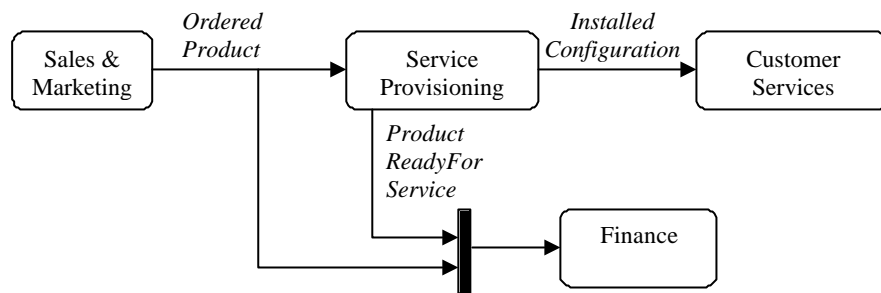 Ordered
Product
Installed
Configuration
Sales &
Marketing
Service
Provisioning
Customer
Services
Product
ReadyFor
Service
Finance